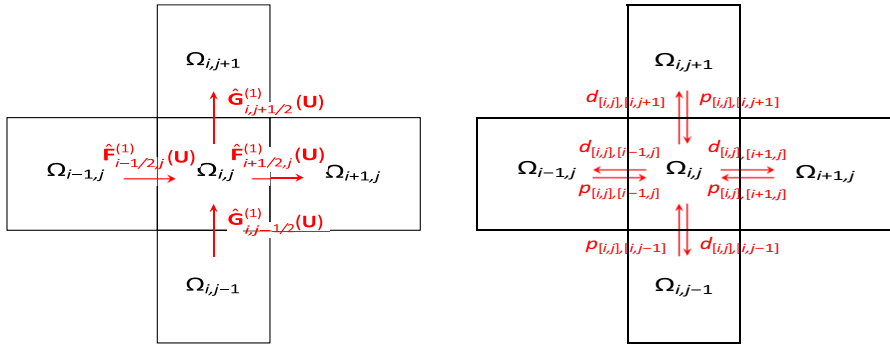 Ω_{i,j+1}
Ĝ^{(1)}_{i,j+1/2}(U)
F̂^{(1)}_{i−1/2,j}(U)
F̂^{(1)}_{i+1/2,j}(U)
Ω_{i−1,j}
Ω_{i,j}
Ω_{i+1,j}
Ĝ^{(1)}_{i,j−1/2}(U)
Ω_{i,j−1}
Ω_{i,j+1}
d_{[i,j],[i,j+1]}
p_{[i,j],[i,j+1]}
d_{[i,j],[i−1,j]}
d_{[i,j],[i+1,j]}
Ω_{i−1,j}
Ω_{i,j}
Ω_{i+1,j}
p_{[i,j],[i−1,j]}
p_{[i,j],[i+1,j]}
p_{[i,j],[i,j−1]}
d_{[i,j],[i,j−1]}
Ω_{i,j−1}